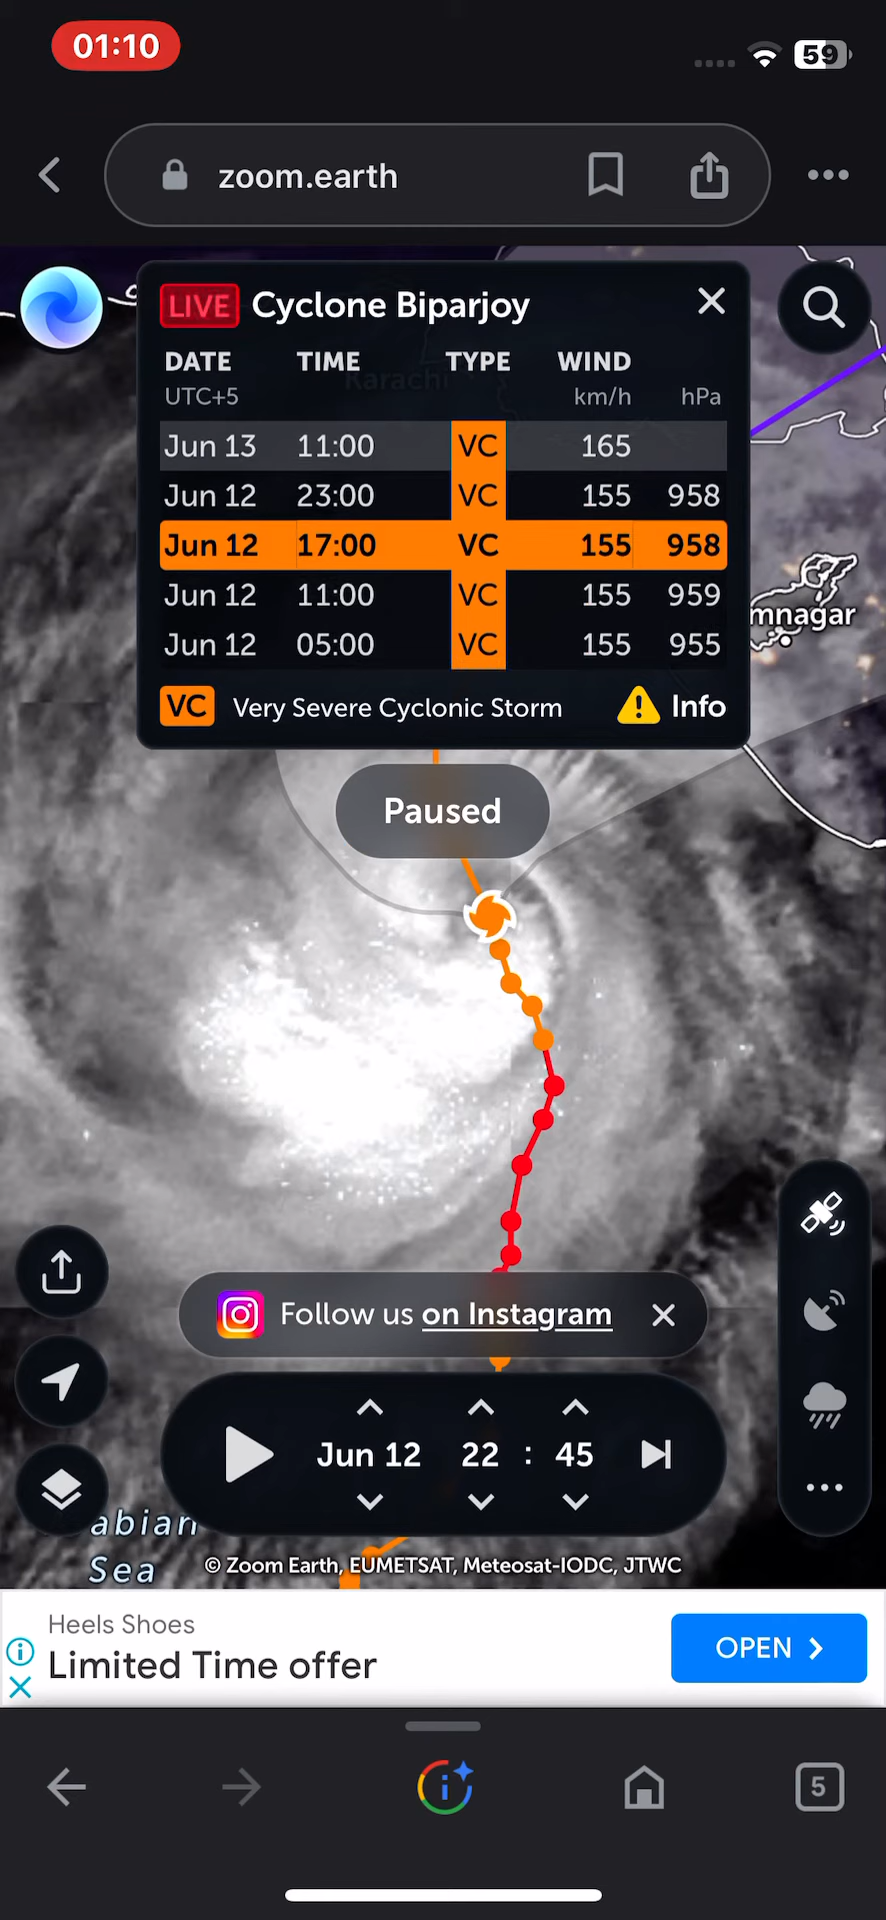 01:10
59
zoom.earth
LIVE Cyclone Biparjoy
DATE TIME TYPE WIND
UTC+5 km/h hPa
Karachi
Jun 13 11:00 VC 165
Jun 12 23:00 VC 155 958
Jun 12 17:00 VC 155 958
Jun 12 11:00 VC 155 959
Jun 12 05:00 VC 155 955
mnagar
VC Very Severe Cyclonic Storm Info
Paused
Follow us on Instagram
Jun 12 22 : 45
abian
Sea
© Zoom Earth, EUMETSAT, Meteosat-IODC, JTWC
Heels Shoes
Limited Time offer
OPEN
5